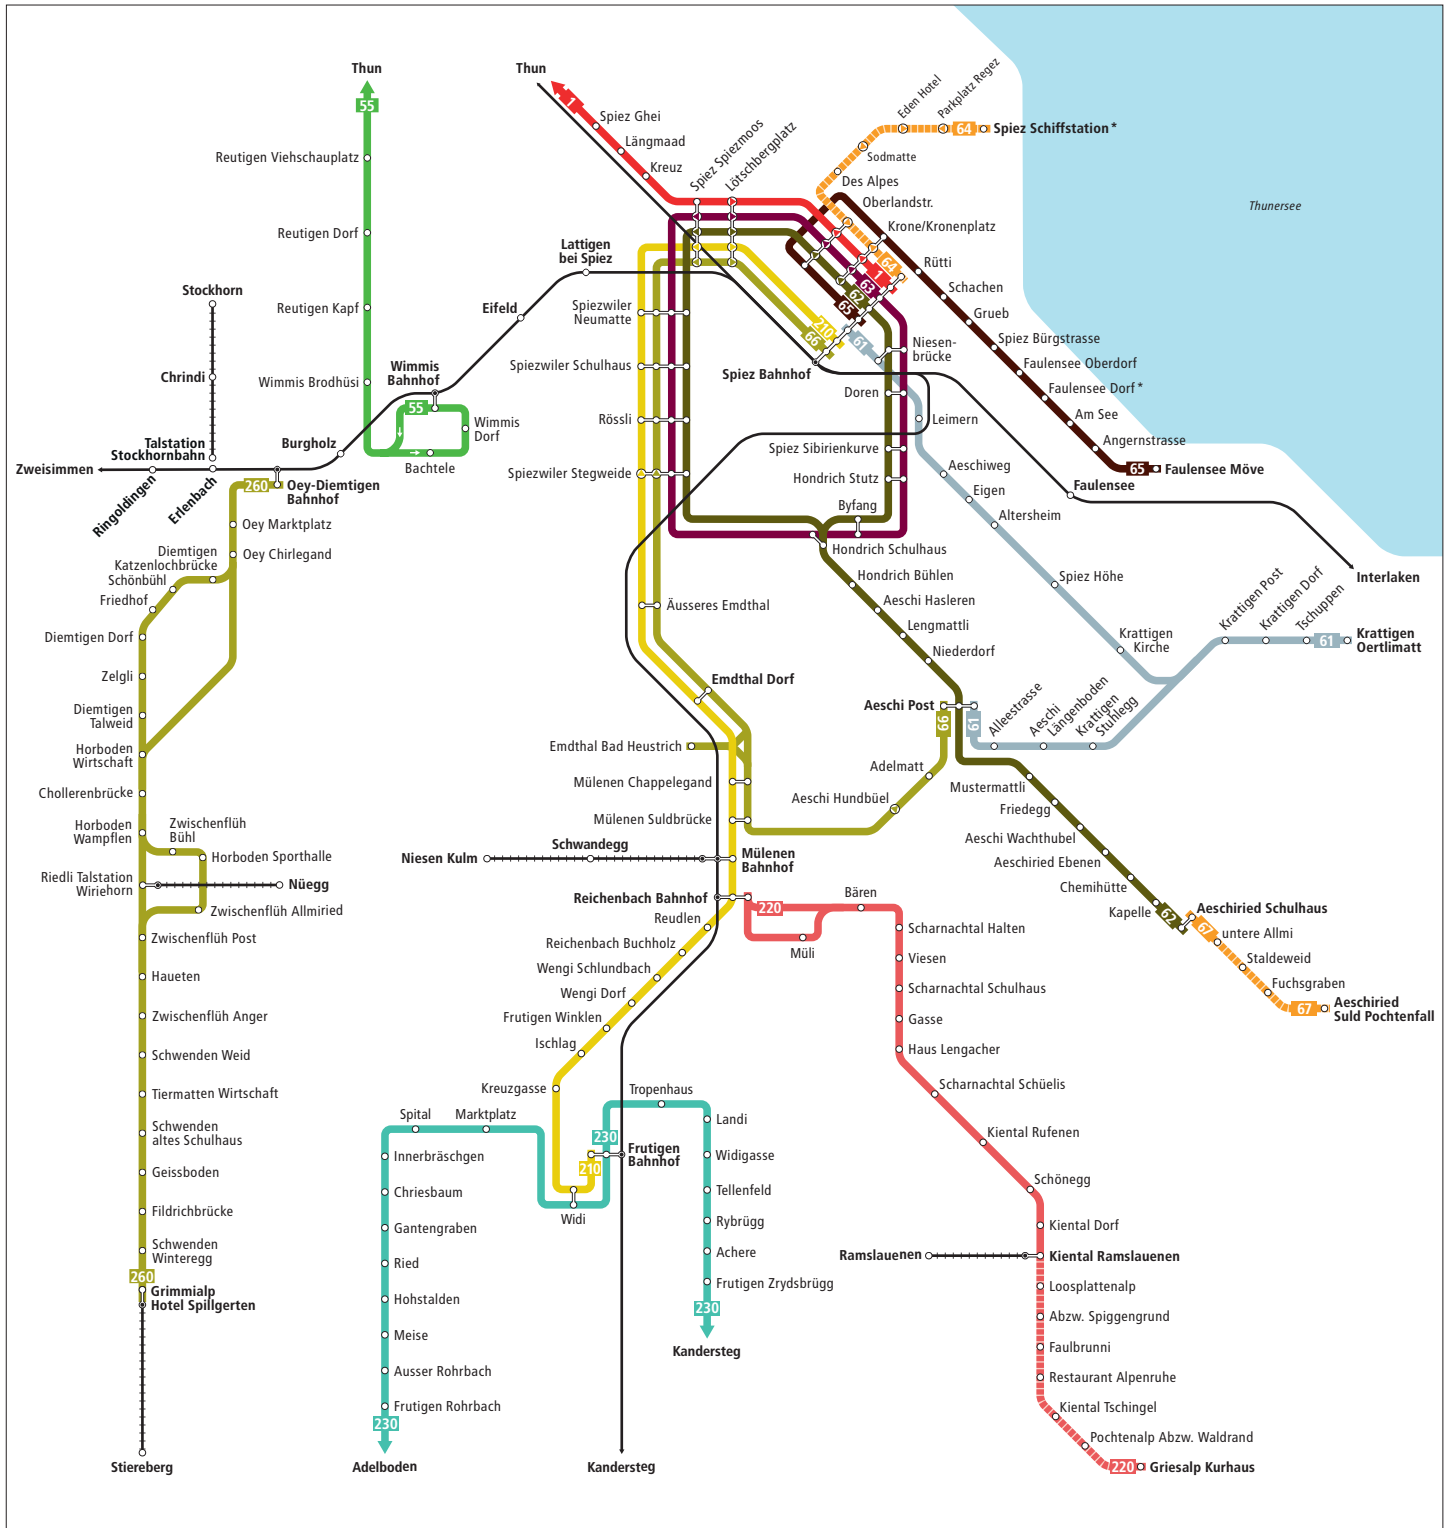 Thun
55
Reutigen Viehschauplatz
Reutigen Dorf
Reutigen Kapf
Wimmis Brodhüsi
Wimmis
Bahnhof
55
Wimmis
Dorf
Bachtele
Stockhorn
Chrindi
Talstation
Stockhornbahn
Zweisimmen
Ringoldingen
Erlenbach
Burgholz
Eifeld
Lattigen
bei Spiez
Thun
1
Spiez Ghei
Längmaad
Kreuz
Spiez Spiezmoos
Lötschbergplatz
Eden Hotel
Parkplatz Regez
64
Spiez Schiffstation *
Sodmatte
Des Alpes
Oberlandstr.
Krone/Kronenplatz
Thunersee
Rütti
Schachen
Grueb
Spiez Bürgstrasse
Faulensee Oberdorf
Faulensee Dorf *
Am See
Angernstrasse
65
Faulensee Möve
64
1
63
62
65
210
66
61
Spiez Bahnhof
Niesen-
brücke
Doren
Leimern
Spiez Sibirienkurve
Hondrich Stutz
Byfang
Hondrich Schulhaus
Spiezwiler
Neumatte
Spiezwiler Schulhaus
Rössli
Spiezwiler Stegweide
Aeschiweg
Eigen
Altersheim
Faulensee
Spiez Höhe
Interlaken
Krattigen
Kirche
Krattigen Post
Krattigen Dorf
Tschuppen
61
Krattigen
Oertlimatt
260
Oey-Diemtigen
Bahnhof
Oey Marktplatz
Oey Chirlegand
Diemtigen
Katzenlochbrücke
Schönbühl
Friedhof
Diemtigen Dorf
Zelgli
Diemtigen
Talweid
Horboden
Wirtschaft
Chollerenbrücke
Horboden
Wampflen
Zwischenflüh
Bühl
Horboden Sporthalle
Riedli Talstation
Wiriehorn
Nüegg
Zwischenflüh Allmiried
Zwischenflüh Post
Haueten
Zwischenflüh Anger
Schwenden Weid
Tiermatten Wirtschaft
Schwenden
altes Schulhaus
Geissboden
Fildrichbrücke
Schwenden
Winteregg
260
Grimmialp
Hotel Spillgerten
Stiereberg
Hondrich Bühlen
Aeschi Hasleren
Lengmattli
Niederdorf
Äusseres Emdthal
Emdthal Dorf
Emdthal Bad Heustrich
Mülenen Chappelegand
Mülenen Suldbrücke
Aeschi Post
66
61
Alleestrasse
Aeschi
Längenboden
Krattigen
Stuhlegg
Adelmatt
Aeschi Hundbüel
Mustermattli
Friedegg
Aeschi Wachthubel
Aeschiried Ebenen
Chemihütte
Kapelle
62
Aeschiried Schulhaus
67
untere Allmi
Staldeweid
Fuchsgraben
67
Aeschiried
Suld Pochtenfall
Niesen Kulm
Schwandegg
Mülenen
Bahnhof
Reichenbach Bahnhof
220
Bären
Müli
Reudlen
Reichenbach Buchholz
Wengi Schlundbach
Wengi Dorf
Frutigen Winklen
Ischlag
Kreuzgasse
Scharnachtal Halten
Viesen
Scharnachtal Schulhaus
Gasse
Haus Lengacher
Scharnachtal Schüelis
Kiental Rufenen
Schönegg
Kiental Dorf
Ramslauenen
Kiental Ramslauenen
Loosplattenalp
Abzw. Spiggengrund
Faulbrunni
Restaurant Alpenruhe
Kiental Tschingel
Pochtenalp Abzw. Waldrand
220
Griesalp Kurhaus
Spital
Marktplatz
Innerbräschgen
Chriesbaum
Gantengraben
Ried
Hohstalden
Meise
Ausser Rohrbach
Frutigen Rohrbach
230
Adelboden
Widi
210
230
Frutigen
Bahnhof
Kandersteg
Tropenhaus
Landi
Widigasse
Tellenfeld
Rybrügg
Achere
Frutigen Zrydsbrügg
230
Kandersteg